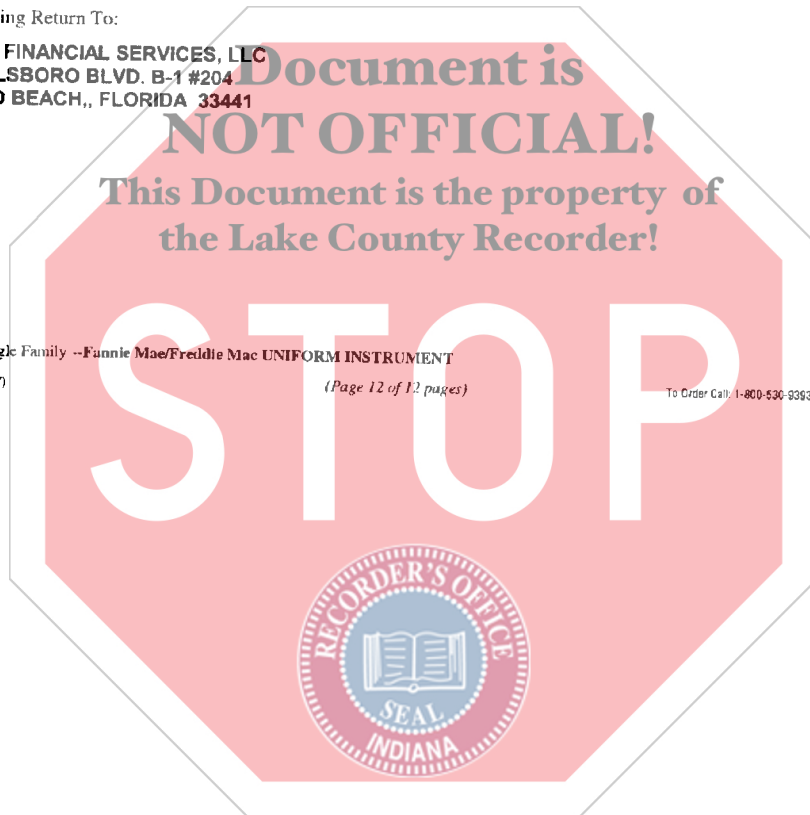 ing Return To:
FINANCIAL SERVICES, LLC
LSBORO BLVD. B-1 #204
BEACH,, FLORIDA 33441
Document is
NOT OFFICIAL!
This Document is the property of
the Lake County Recorder!
gle Family --Fannie Mae/Freddie Mac UNIFORM INSTRUMENT
(Page 12 of 12 pages)
To Order Call: 1-800-530-9393
STOP
RECORDER'S OFFICE
SEAL
INDIANA